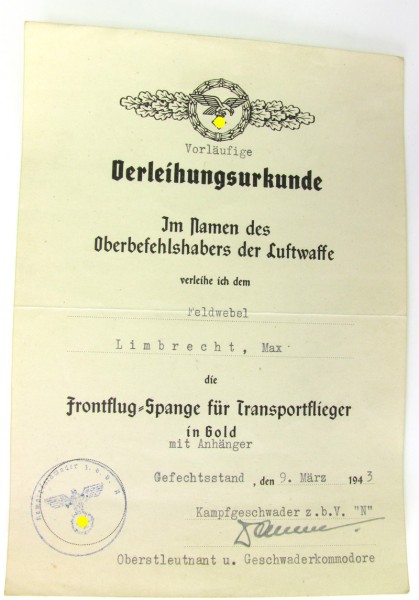 Vorläufige
Verleihungsurkunde
Im Namen des
Oberbefehlshabers der Luftwaffe
verleihe ich dem
Feldwebel
Limbrecht, Max
die
Frontflug-Spange für Transportflieger
in Gold
mit Anhänger
Gefechtsstand, den 9. März 1943
Kampfgeschwader z.b.V. "N"
Oberstleutnant u. Geschwaderkommodore